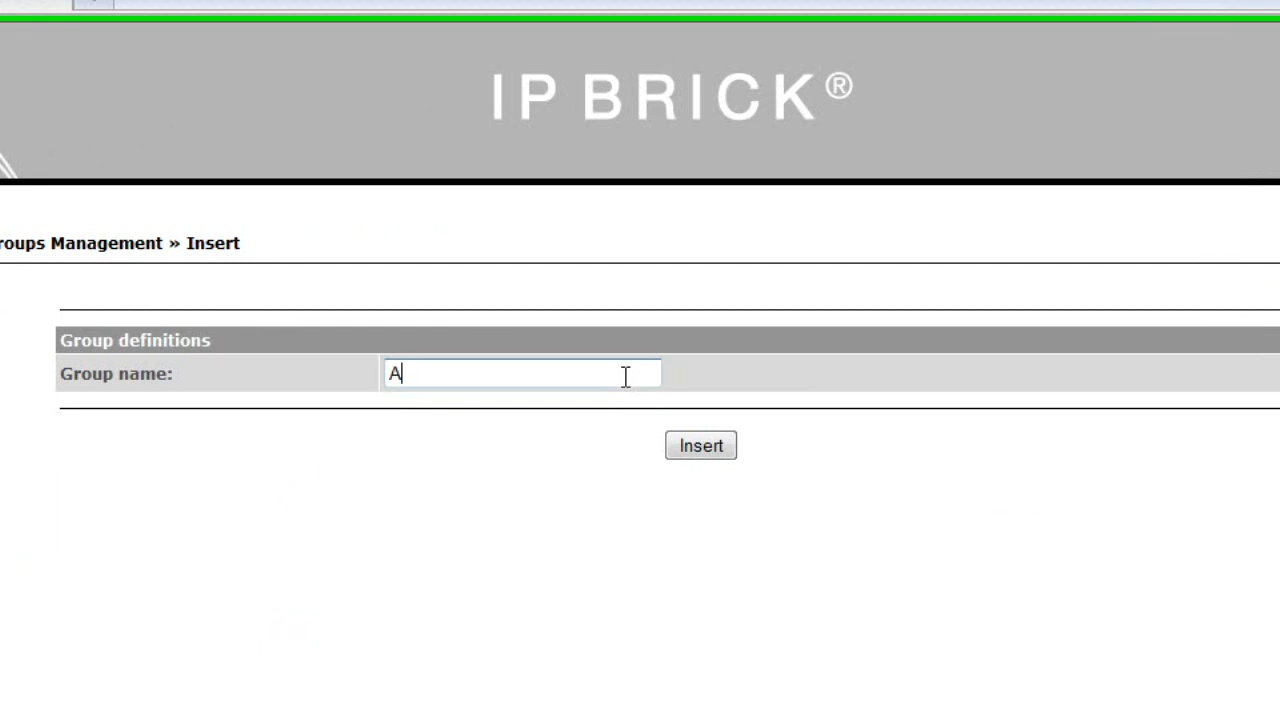 IP BRICK®
roups Management » Insert
Group definitions
Group name:
A
Insert